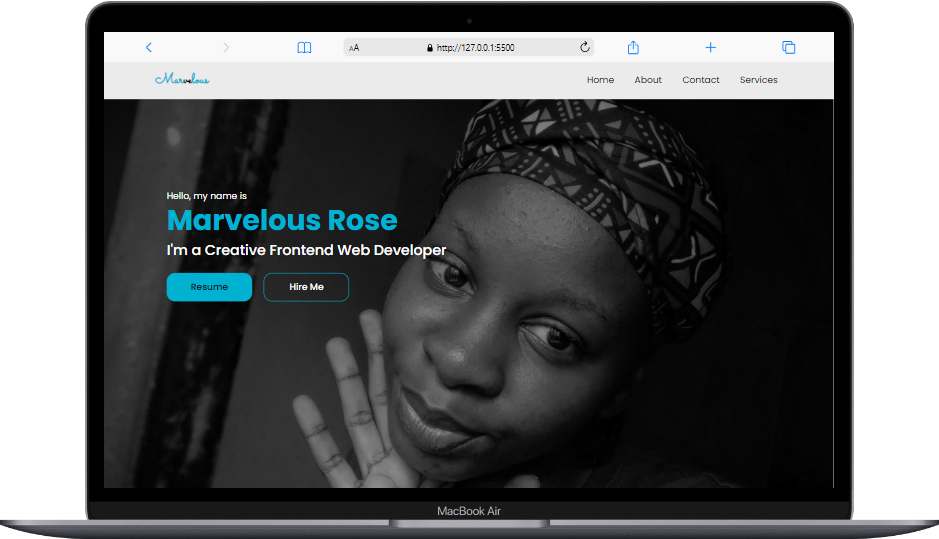 AA http://127.0.0.1:5500
Marvelous Home About Contact Services
Hello, my name is
Marvelous Rose
I'm a Creative Frontend Web Developer
Resume Hire Me
MacBook Air